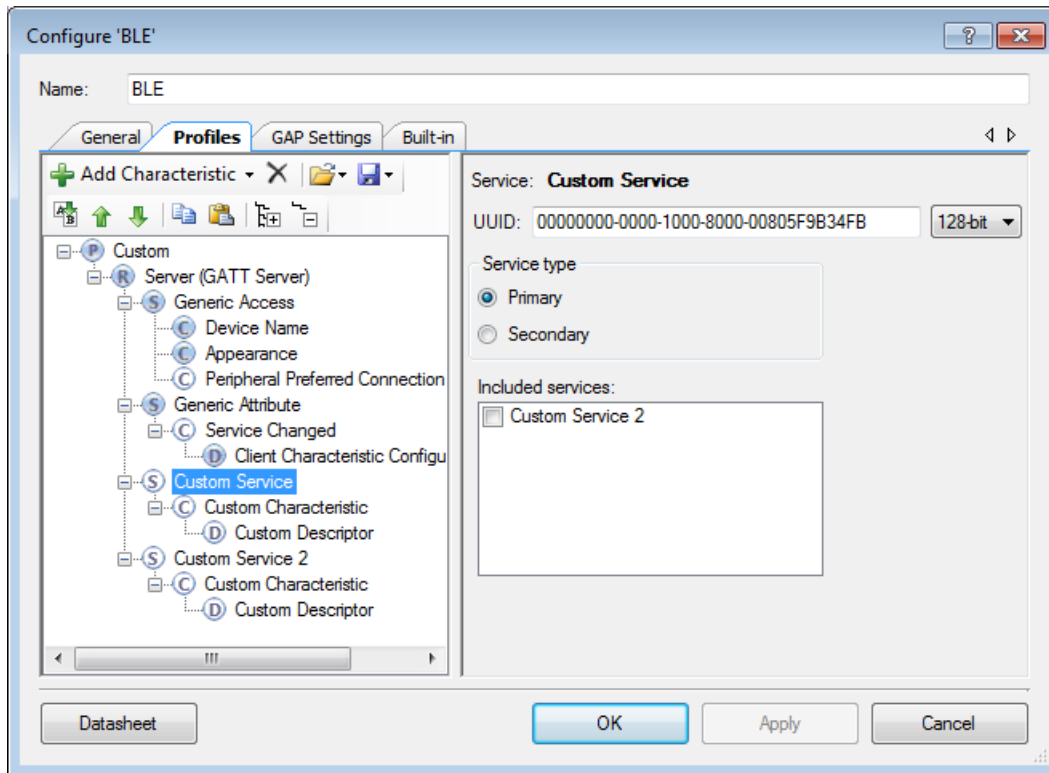 Configure 'BLE'
Name: BLE
General Profiles GAP Settings Built-in
Add Characteristic
Service: Custom Service
UUID: 00000000-0000-1000-8000-00805F9B34FB 128-bit
Service type
Primary
Secondary
Included services:
Custom Service 2
P Custom
R Server (GATT Server)
S Generic Access
C Device Name
C Appearance
C Peripheral Preferred Connection
S Generic Attribute
C Service Changed
D Client Characteristic Configu
S Custom Service
C Custom Characteristic
D Custom Descriptor
S Custom Service 2
C Custom Characteristic
D Custom Descriptor
Datasheet OK Apply Cancel